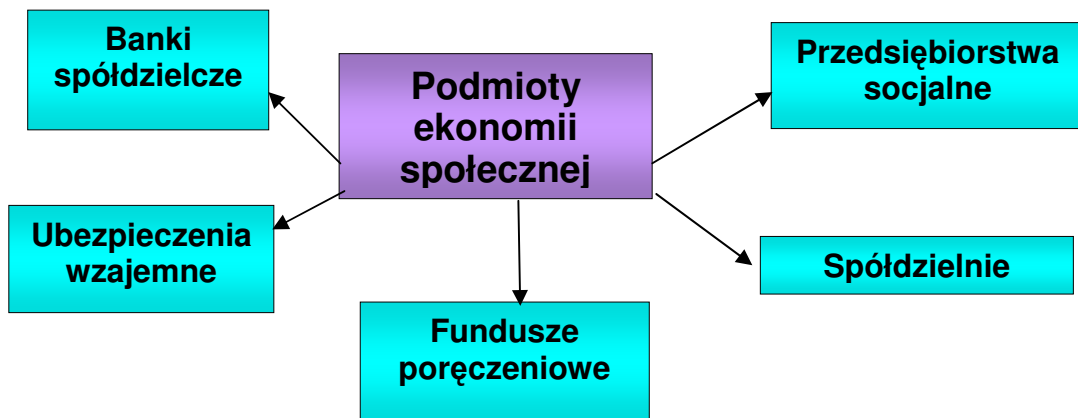 Banki
spółdzielcze
Podmioty
ekonomii
społecznej
Przedsiębiorstwa
socjalne
Ubezpieczenia
wzajemne
Spółdzielnie
Fundusze
poręczeniowe